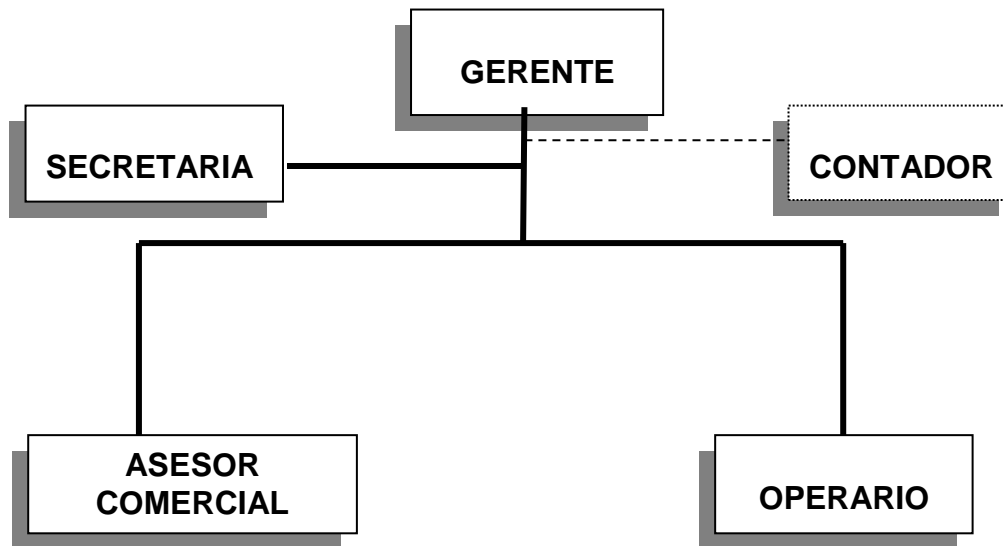 GERENTE
SECRETARIA
CONTADOR
ASESOR
COMERCIAL
OPERARIO